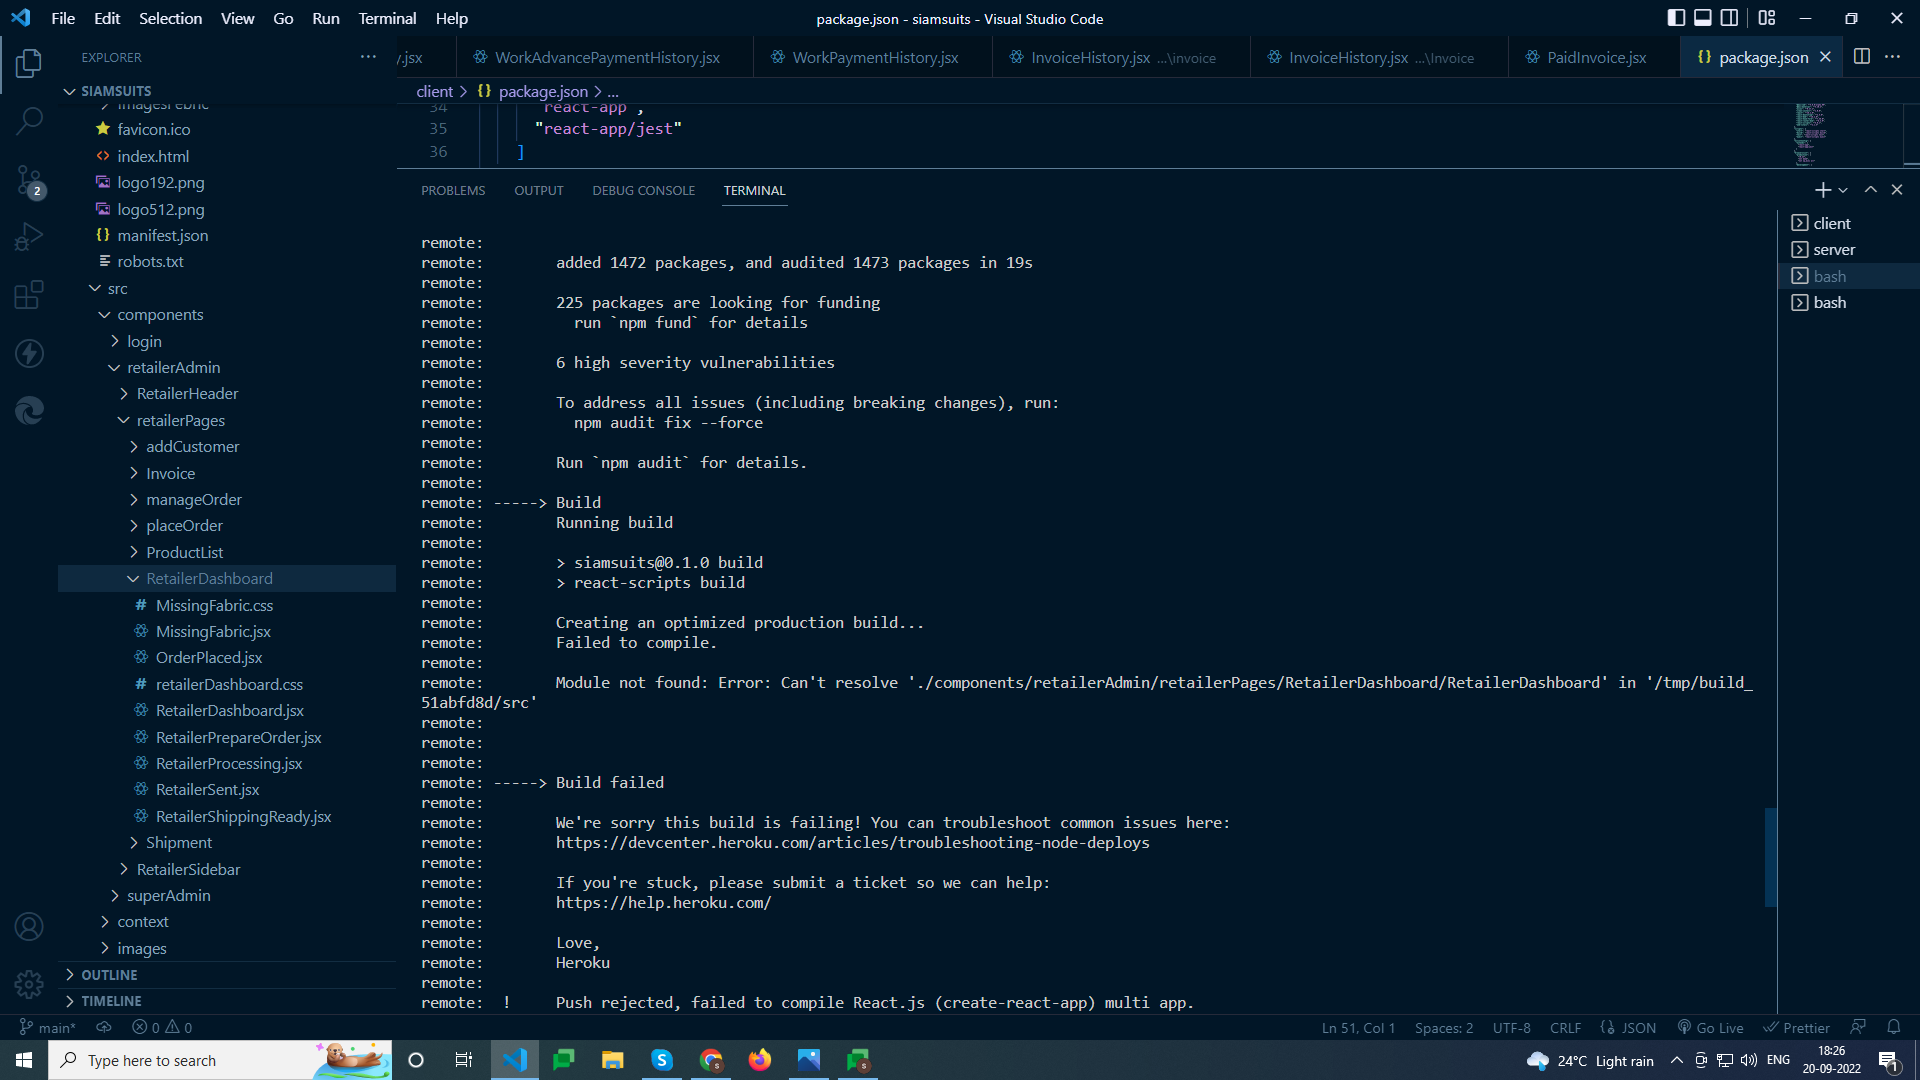 File Edit Selection View Go Run Terminal Help
package.json - siamsuits - Visual Studio Code
EXPLORER
y.jsx
WorkAdvancePaymentHistory.jsx
WorkPaymentHistory.jsx
InvoiceHistory.jsx ...\invoice
InvoiceHistory.jsx ...\Invoice
PaidInvoice.jsx
{} package.json
SIAMSUITS
client > {} package.json > ...
imagesFebric
favicon.ico
index.html
logo192.png
logo512.png
{} manifest.json
robots.txt
src
components
login
retailerAdmin
RetailerHeader
retailerPages
addCustomer
Invoice
manageOrder
placeOrder
ProductList
RetailerDashboard
# MissingFabric.css
MissingFabric.jsx
OrderPlaced.jsx
# retailerDashboard.css
RetailerDashboard.jsx
RetailerPrepareOrder.jsx
RetailerProcessing.jsx
RetailerSent.jsx
RetailerShippingReady.jsx
Shipment
RetailerSidebar
superAdmin
context
images
OUTLINE
TIMELINE
2
34 react-app",
35 "react-app/jest"
36 ]
PROBLEMS OUTPUT DEBUG CONSOLE TERMINAL
remote:
remote: added 1472 packages, and audited 1473 packages in 19s
remote:
remote: 225 packages are looking for funding
remote: run `npm fund` for details
remote:
remote: 6 high severity vulnerabilities
remote:
remote: To address all issues (including breaking changes), run:
remote: npm audit fix --force
remote:
remote: Run `npm audit` for details.
remote:
remote: -----> Build
remote: Running build
remote:
remote: > siamsuits@0.1.0 build
remote: > react-scripts build
remote:
remote: Creating an optimized production build...
remote: Failed to compile.
remote:
remote: Module not found: Error: Can't resolve './components/retailerAdmin/retailerPages/RetailerDashboard/RetailerDashboard' in '/tmp/build_
51abfd8d/src'
remote:
remote:
remote:
remote: -----> Build failed
remote:
remote: We're sorry this build is failing! You can troubleshoot common issues here:
remote: https://devcenter.heroku.com/articles/troubleshooting-node-deploys
remote:
remote: If you're stuck, please submit a ticket so we can help:
remote: https://help.heroku.com/
remote:
remote: Love,
remote: Heroku
remote:
remote: ! Push rejected, failed to compile React.js (create-react-app) multi app.
client
server
bash
bash
main* 0 0
Ln 51, Col 1 Spaces: 2 UTF-8 CRLF {} JSON Go Live Prettier
Type here to search
24°C Light rain ENG
18:26
20-09-2022
1